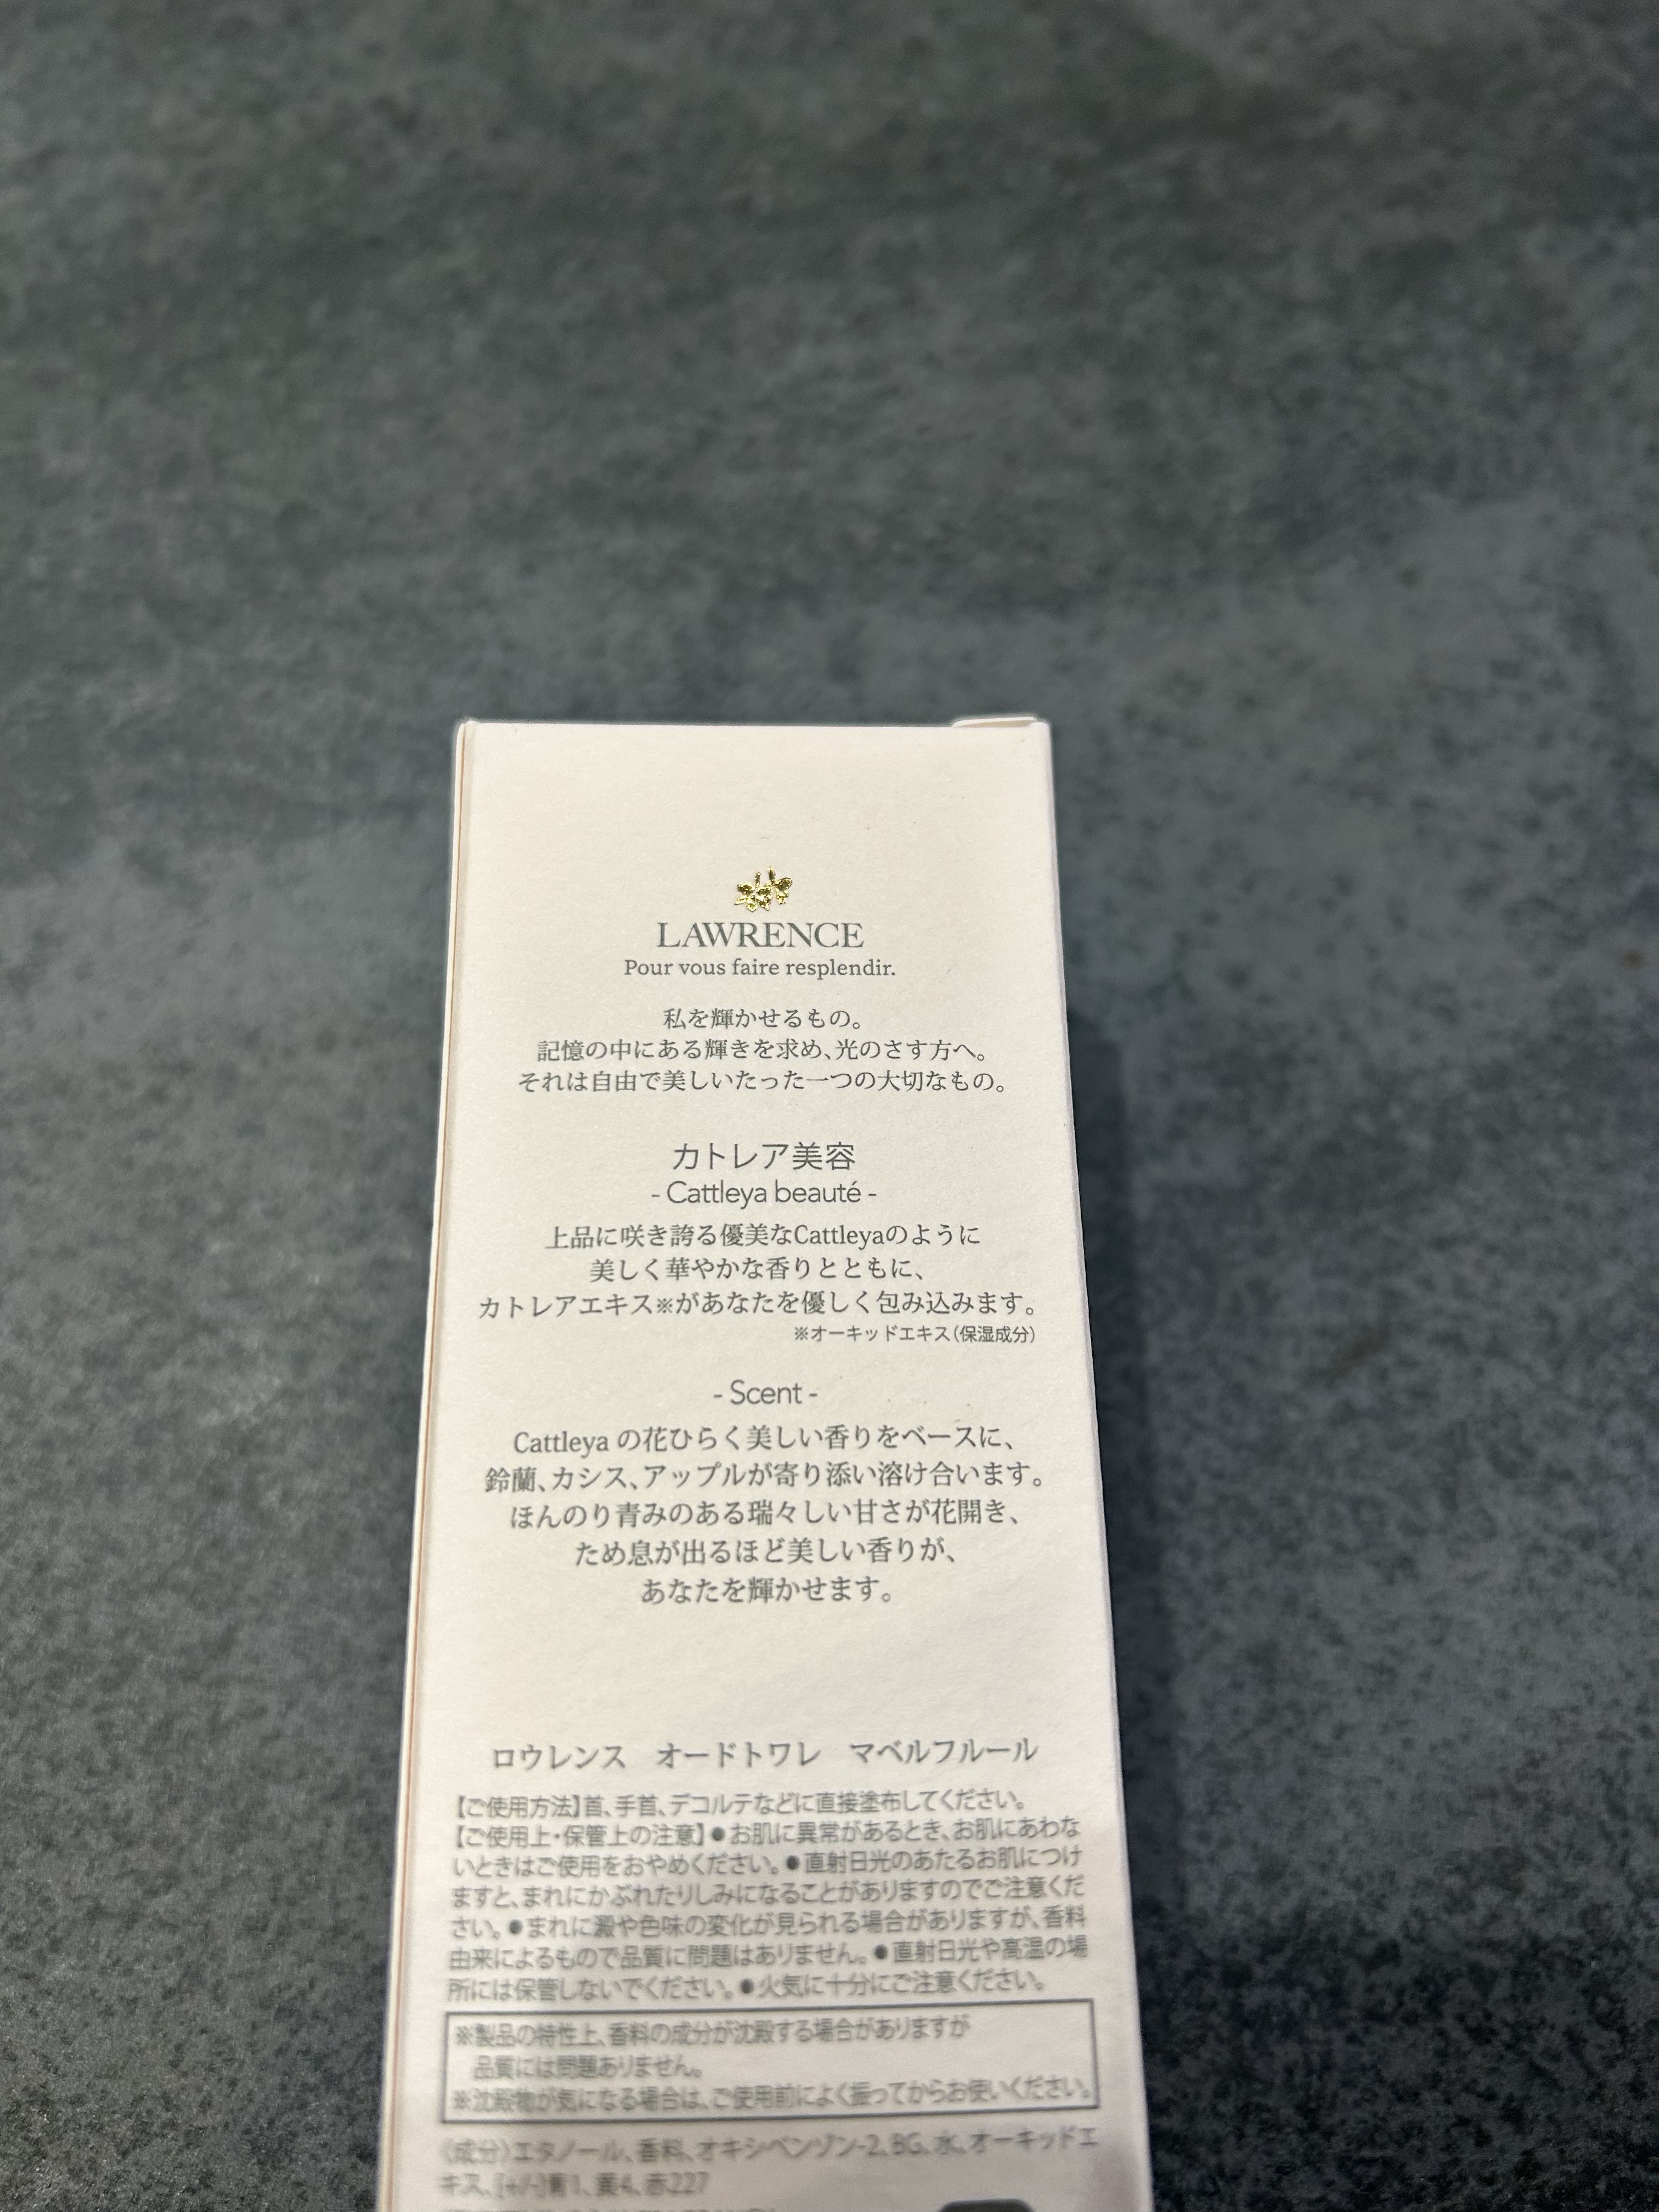 LAWRENCE
Pour vous faire resplendir.
私を輝かせるもの。
記憶の中にある輝きを求め、光のさす方へ。
それは自由で美しいたった一つの大切なもの。
カトレア美容
- Cattleya beauté -
上品に咲き誇る優美なCattleyaのように
美しく華やかな香りとともに、
カトレアエキス※があなたを優しく包み込みます。
※オーキッドエキス(保湿成分)
- Scent -
Cattleya の花ひらく美しい香りをベースに、
鈴蘭、カシス、アップルが寄り添い溶け合います。
ほんのり青みのある瑞々しい甘さが花開き、
ため息が出るほど美しい香りが、
あなたを輝かせます。
ロウレンス オードトワレ マベルフルール
【ご使用方法】首、手首、デコルテなどに直接塗布してください。
【ご使用上・保管上の注意】●お肌に異常があるとき、お肌にあわな
いときはご使用をおやめください。●直射日光のあたるお肌につけ
ますと、まれにかぶれたりしみになることがありますのでご注意くだ
さい。●まれに澱や色味の変化が見られる場合がありますが、香料
由来によるもので品質に問題はありません。●直射日光や高温の場
所には保管しないでください。●火気に十分にご注意ください。
※製品の特性上、香料の成分が沈殿する場合がありますが
品質には問題ありません。
※沈殿物が気になる場合は、ご使用前によく振ってからお使いください。
〈成分〉エタノール、香料、オキシベンゾン-2、BG、水、オーキッドエ
キス、[+/-]青1、黄4、赤227